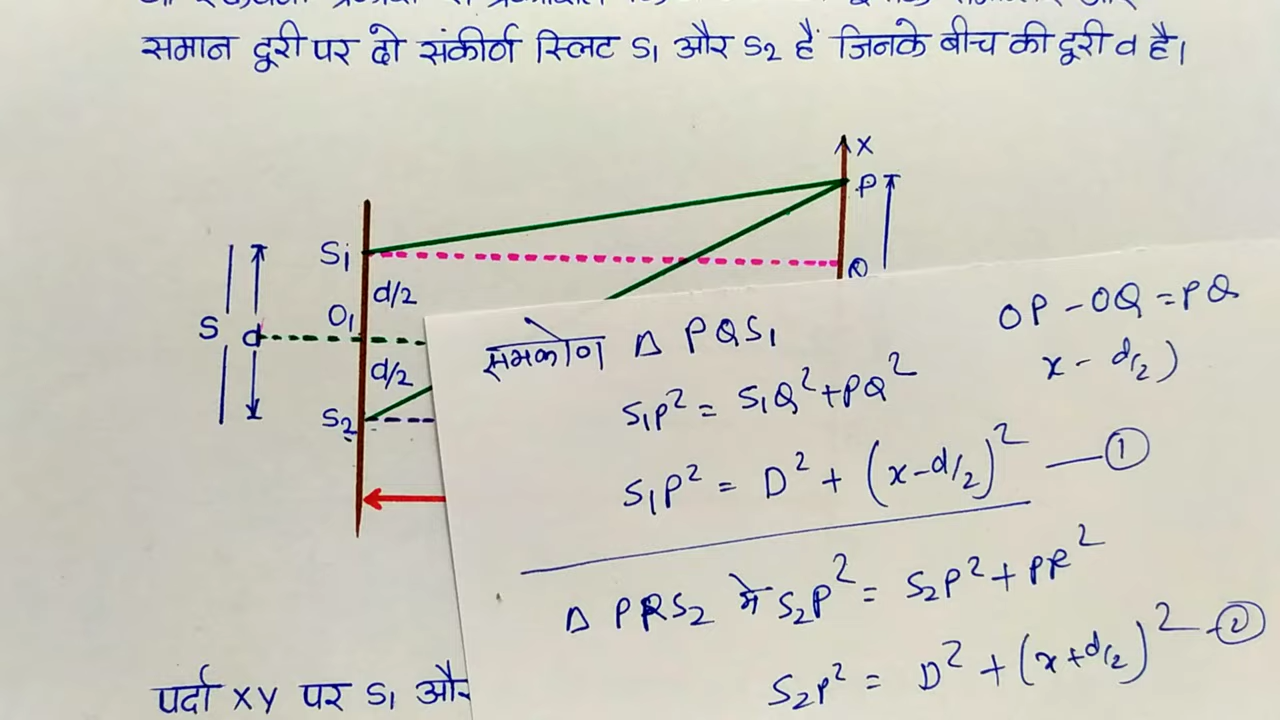 समान दूरी पर दो संकीर्ण स्लिट S₁ और S₂ हैं जिनके बीच की दूरी d है।
X
P
S₁
Q
d/2
O₁
S
d
d/2
S₂
समकोण Δ PQS₁
OP - OQ = PQ
x - d/2)
S₁P² = S₁Q² + PQ²
S₁P² = D² + (x-d/2)² — ①
Δ PRS₂ मे S₂P² = S₂P² + PR²
S₂P² = D² + (x+d/2)² — ②
पर्दा XY पर S₁ और